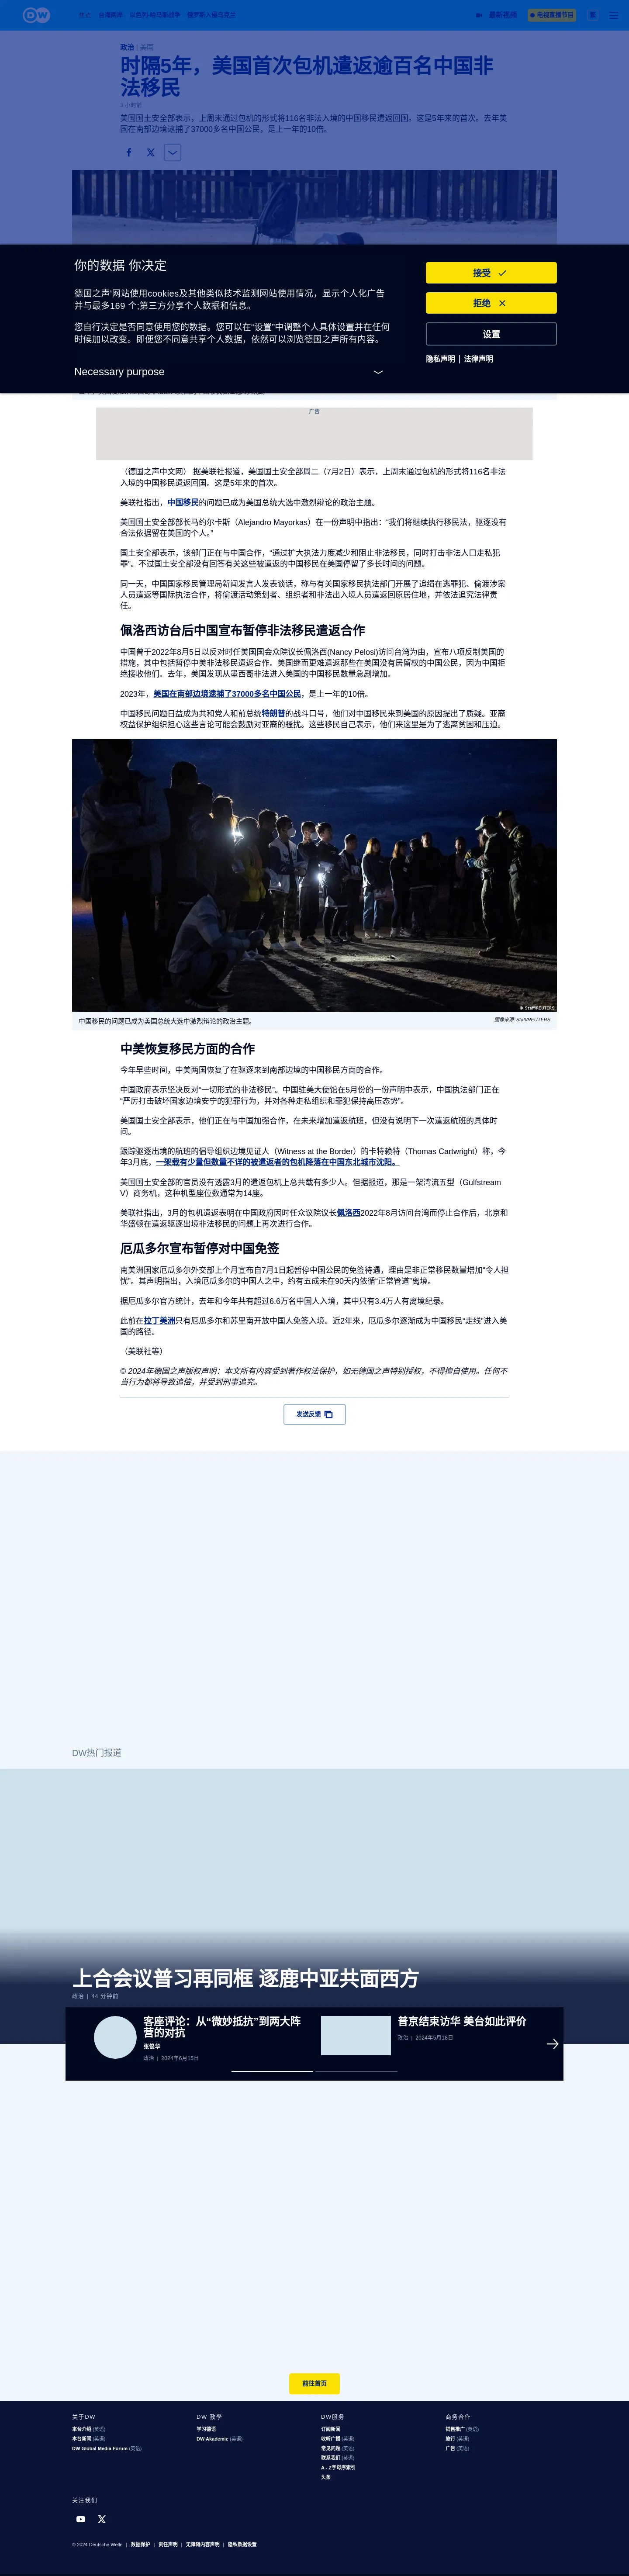 DW
焦点 台湾两岸 以色列-哈马斯战争 俄罗斯入侵乌克兰
最新视频
电视直播节目
繁
政治 | 美国
时隔5年，美国首次包机遣返逾百名中国非
法移民
3 小时前
美国国土安全部表示，上周末通过包机的形式将116名非法入境的中国移民遣返回国。这是5年来的首次。去年美
国在南部边境逮捕了37000多名中国公民，是上一年的10倍。
你的数据 你决定
德国之声'网站使用cookies及其他类似技术监测网站使用情况，显示个人化广告
并与最多169 个;第三方分享个人数据和信息。
您自行决定是否同意使用您的数据。您可以在"设置"中调整个人具体设置并在任何
时候加以改变。即便您不同意共享个人数据，依然可以浏览德国之声所有内容。
Necessary purpose
接受
拒绝
设置
隐私声明 | 法律声明
广告
（德国之声中文网） 据美联社报道，美国国土安全部周二（7月2日）表示，上周末通过包机的形式将116名非法
入境的中国移民遣返回国。这是5年来的首次。
美联社指出，中国移民的问题已成为美国总统大选中激烈辩论的政治主题。
美国国土安全部部长马约尔卡斯（Alejandro Mayorkas）在一份声明中指出：“我们将继续执行移民法，驱逐没有
合法依据留在美国的个人。”
国土安全部表示，该部门正在与中国合作，“通过扩大执法力度减少和阻止非法移民，同时打击非法人口走私犯
罪”。不过国土安全部没有回答有关这些被遣返的中国移民在美国停留了多长时间的问题。
同一天，中国国家移民管理局新闻发言人发表谈话，称与有关国家移民执法部门开展了追缉在逃罪犯、偷渡涉案
人员遣返等国际执法合作，将偷渡活动策划者、组织者和非法出入境人员遣返回原居住地，并依法追究法律责
任。
佩洛西访台后中国宣布暂停非法移民遣返合作
中国曾于2022年8月5日以反对时任美国国会众院议长佩洛西(Nancy Pelosi)访问台湾为由，宣布八项反制美国的
措施，其中包括暂停中美非法移民遣返合作。美国继而更难遣返那些在美国没有居留权的中国公民，因为中国拒
绝接收他们。去年，美国发现从墨西哥非法进入美国的中国移民数量急剧增加。
2023年，美国在南部边境逮捕了37000多名中国公民，是上一年的10倍。
中国移民问题日益成为共和党人和前总统特朗普的战斗口号，他们对中国移民来到美国的原因提出了质疑。亚裔
权益保护组织担心这些言论可能会鼓励对亚裔的骚扰。这些移民自己表示，他们来这里是为了逃离贫困和压迫。
© Staff/REUTERS
中国移民的问题已成为美国总统大选中激烈辩论的政治主题。
图像来源: Staff/REUTERS
中美恢复移民方面的合作
今年早些时间，中美两国恢复了在驱逐来到南部边境的中国移民方面的合作。
中国政府表示坚决反对“一切形式的非法移民”。中国驻美大使馆在5月份的一份声明中表示，中国执法部门正在
“严厉打击破坏国家边境安宁的犯罪行为，并对各种走私组织和罪犯保持高压态势”。
美国国土安全部表示，他们正在与中国加强合作，在未来增加遣返航班，但没有说明下一次遣返航班的具体时
间。
跟踪驱逐出境的航班的倡导组织边境见证人（Witness at the Border）的卡特赖特（Thomas Cartwright）称，今
年3月底，一架载有少量但数量不详的被遣返者的包机降落在中国东北城市沈阳。
美国国土安全部的官员没有透露3月的遣返包机上总共载有多少人。但据报道，那是一架湾流五型（Gulfstream
V）商务机，这种机型座位数通常为14座。
美联社指出，3月的包机遣返表明在中国政府因时任众议院议长佩洛西2022年8月访问台湾而停止合作后，北京和
华盛顿在遣返驱逐出境非法移民的问题上再次进行合作。
厄瓜多尔宣布暂停对中国免签
南美洲国家厄瓜多尔外交部上个月宣布自7月1日起暂停中国公民的免签待遇，理由是非正常移民数量增加“令人担
忧”。其声明指出，入境厄瓜多尔的中国人之中，约有五成未在90天内依循“正常管道”离境。
据厄瓜多尔官方统计，去年和今年共有超过6.6万名中国人入境，其中只有3.4万人有离境纪录。
此前在拉丁美洲只有厄瓜多尔和苏里南开放中国人免签入境。近2年来，厄瓜多尔逐渐成为中国移民“走线”进入美
国的路径。
（美联社等）
© 2024年德国之声版权声明：本文所有内容受到著作权法保护，如无德国之声特别授权，不得擅自使用。任何不
当行为都将导致追偿，并受到刑事追究。
发送反馈
DW热门报道
上合会议普习再同框 逐鹿中亚共面西方
政治 | 44 分钟前
客座评论：从“微妙抵抗”到两大阵
营的对抗
张俊华
政治 | 2024年6月15日
普京结束访华 美台如此评价
政治 | 2024年5月18日
前往首页
关于DW
本台介绍 (英语)
本台新闻 (英语)
DW Global Media Forum (英语)
DW 教学
学习德语
DW Akademie (英语)
DW服务
订阅新闻
收听广播 (英语)
常见问题 (英语)
联系我们 (英语)
A - Z字母序索引
头条
商务合作
销售推广 (英语)
旅行 (英语)
广告 (英语)
关注我们
© 2024 Deutsche Welle | 数据保护 | 责任声明 | 无障碍内容声明 | 隐私数据设置